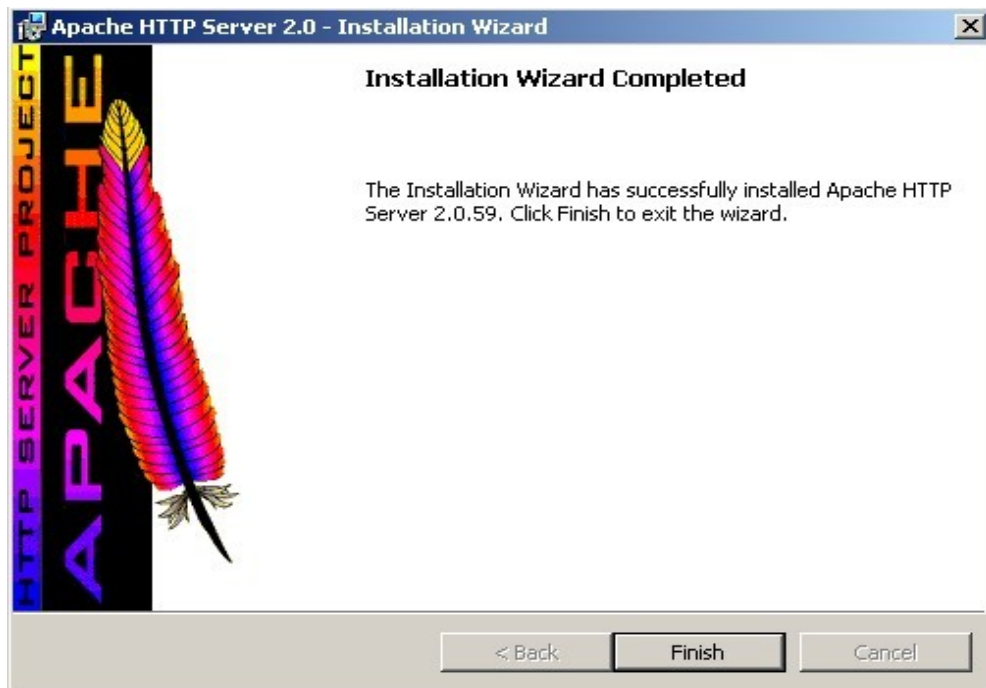 Apache HTTP Server 2.0 - Installation Wizard
HTTP SERVER PROJECT
APACHE
Installation Wizard Completed
The Installation Wizard has successfully installed Apache HTTP
Server 2.0.59. Click Finish to exit the wizard.
< Back
Finish
Cancel